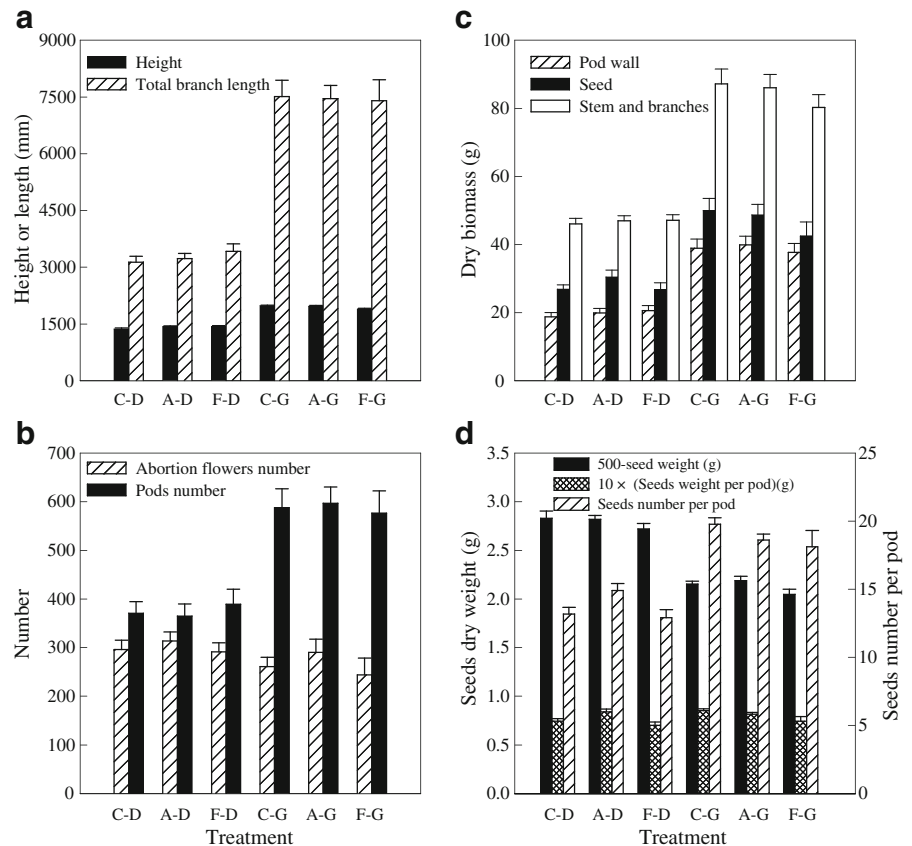 a
9000
7500
6000
4500
3000
1500
0
Height or length (mm)
Height
Total branch length
C-D A-D F-D C-G A-G F-G
c
100
80
60
40
20
0
Dry biomass (g)
Pod wall
Seed
Stem and branches
C-D A-D F-D C-G A-G F-G
b
700
600
500
400
300
200
100
0
Number
Abortion flowers number
Pods number
C-D A-D F-D C-G A-G F-G
Treatment
d
3.5
3.0
2.5
2.0
1.5
1.0
0.5
0.0
Seeds dry weight (g)
500-seed weight (g)
10 × (Seeds weight per pod)(g)
Seeds number per pod
25
20
15
10
5
0
Seeds number per pod
C-D A-D F-D C-G A-G F-G
Treatment